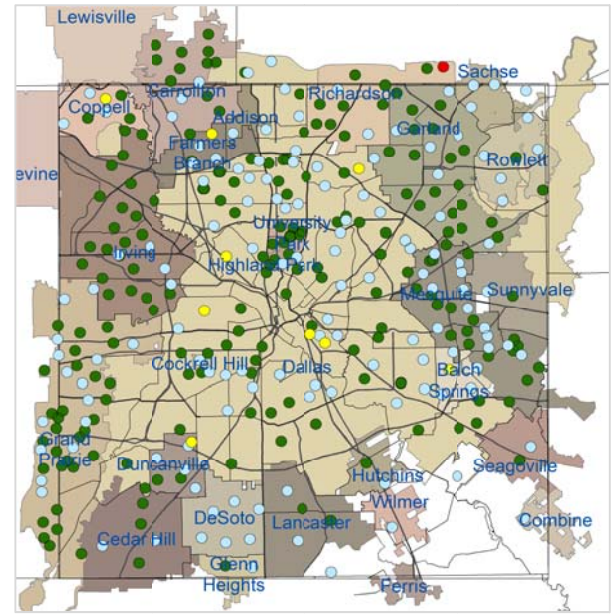 Lewisville
Sachse
Coppell
Carrollton
Richardson
Addison
Garland
Farmers
Branch
Rowlett
evine
University
Park
Irving
Highland Park
Mesquite
Sunnyvale
Cockrell Hill
Dallas
Balch
Springs
Grand
Prairie
Duncanville
Hutchins
Seagoville
Wilmer
DeSoto
Lancaster
Combine
Cedar Hill
Glenn
Heights
Ferris